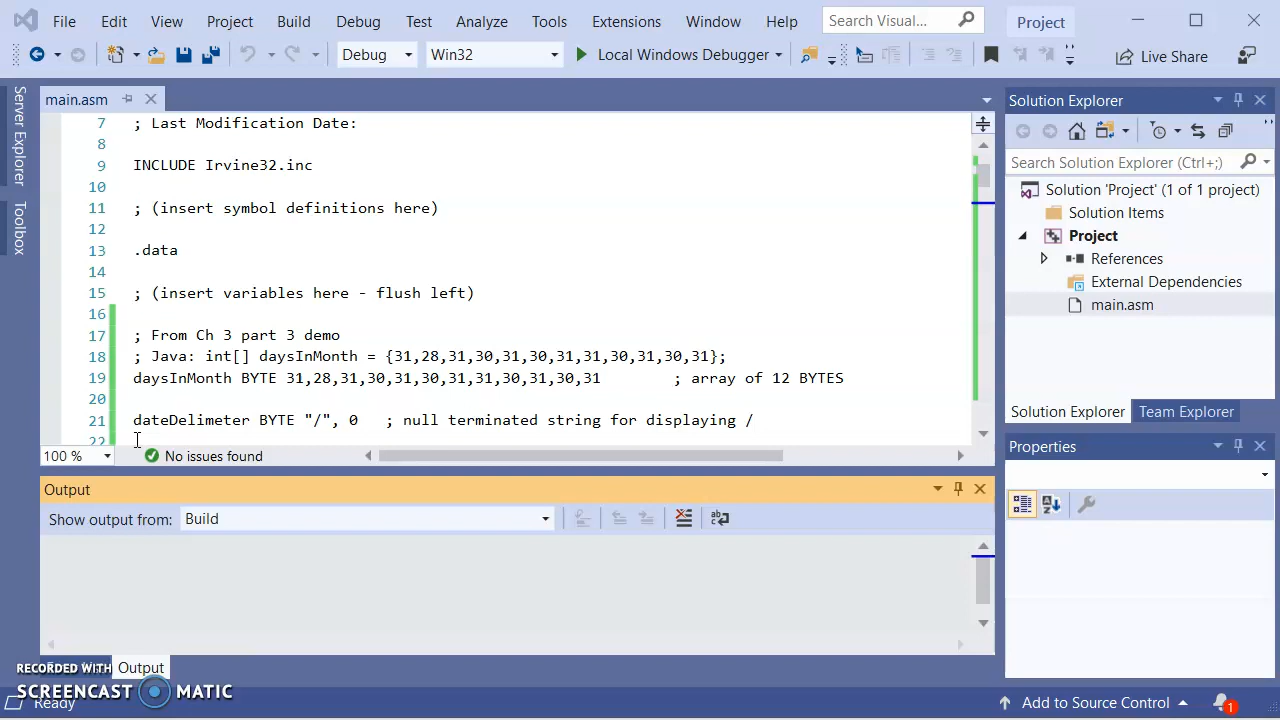 File Edit View Project Build Debug Test Analyze Tools Extensions Window Help Search Visual... Project
Debug Win32 Local Windows Debugger Live Share
Server Explorer
Toolbox
main.asm
7 ; Last Modification Date:
8
9 INCLUDE Irvine32.inc
10
11 ; (insert symbol definitions here)
12
13 .data
14
15 ; (insert variables here - flush left)
16
17 ; From Ch 3 part 3 demo
18 ; Java: int[] daysInMonth = {31,28,31,30,31,30,31,31,30,31,30,31};
19 daysInMonth BYTE 31,28,31,30,31,30,31,31,30,31,30,31 ; array of 12 BYTES
20
21 dateDelimeter BYTE "/", 0 ; null terminated string for displaying /
22
100 % No issues found
Output
Show output from: Build
Output
Solution Explorer
Search Solution Explorer (Ctrl+;)
Solution 'Project' (1 of 1 project)
Solution Items
Project
References
External Dependencies
main.asm
Solution Explorer Team Explorer
Properties
RECORDED WITH
SCREENCAST MATIC
Ready Add to Source Control 1